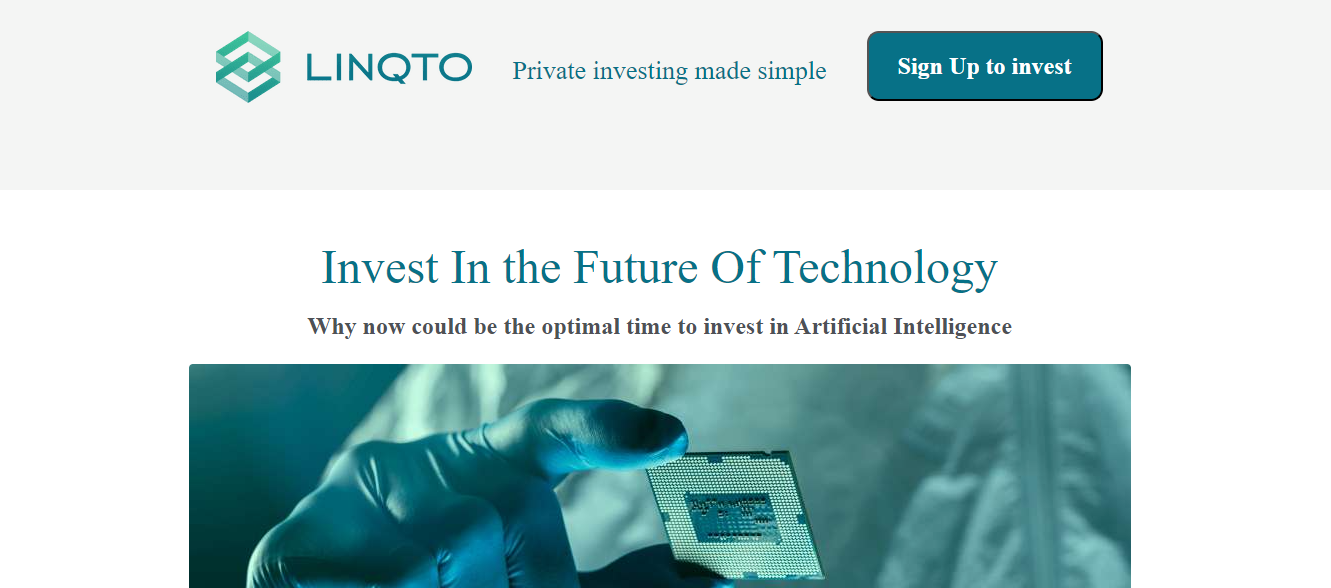 LINQTO
Private investing made simple
Sign Up to invest
Invest In the Future Of Technology
Why now could be the optimal time to invest in Artificial Intelligence